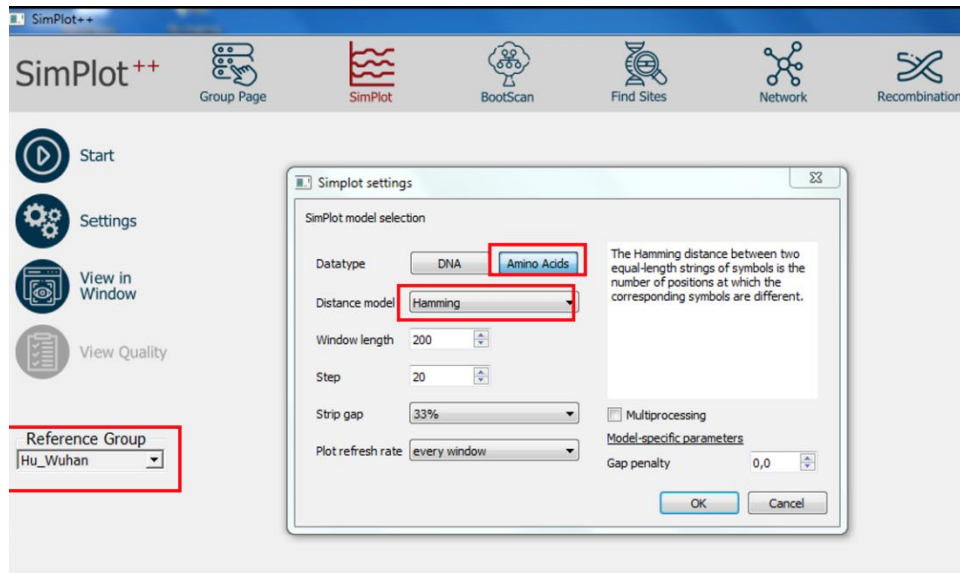 SimPlot++
SimPlot++
Group Page
SimPlot
BootScan
Find Sites
Network
Recombination
Start
Settings
View in
Window
View Quality
Reference Group
Hu_Wuhan
Simplot settings
SimPlot model selection
Datatype DNA Amino Acids
Distance model Hamming
Window length 200
Step 20
Strip gap 33%
Plot refresh rate every window
The Hamming distance between two
equal-length strings of symbols is the
number of positions at which the
corresponding symbols are different.
Multiprocessing
Model-specific parameters
Gap penalty 0,0
OK Cancel